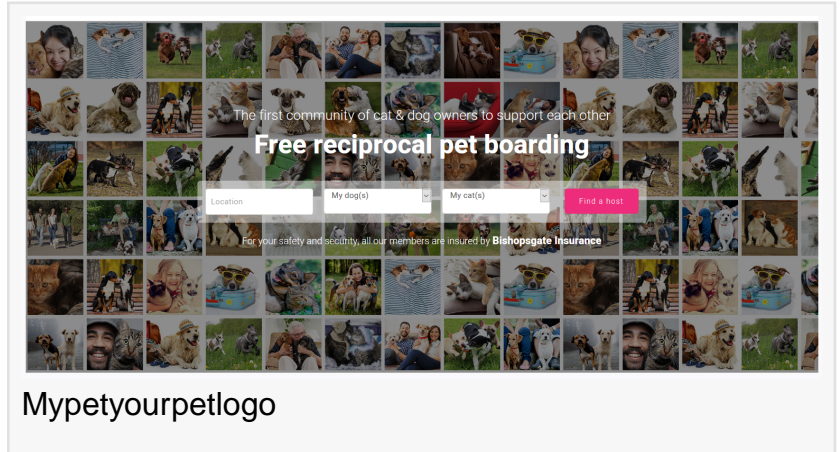 The first community of cat & dog owners to support each other
Free reciprocal pet boarding
Location
My dog(s)
My cat(s)
Find a host
For your safety and security, all our members are insured by Bishopsgate Insurance
Mypetyourpetlogo